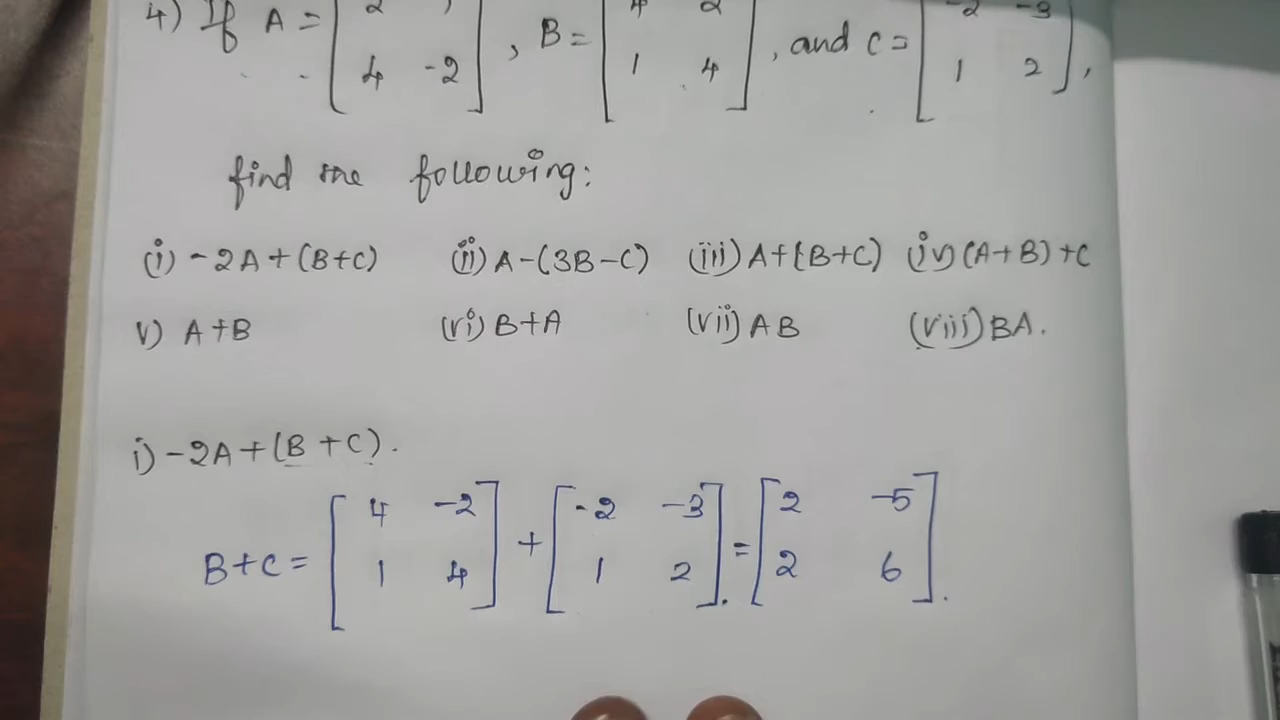 4) If A = [2
4 -2], B = [4 2
1 4], and C = [-2 -3
1 2],
find the following:
(i) -2A+(B+C) (ii) A-(3B-C) (iii) A+(B+C) (iv) (A+B)+C
v) A+B (vi) B+A (vii) AB (viii) BA.
i) -2A+(B+C).
B+C = [4 -2
1 4] + [-2 -3
1 2]. = [2 -5
2 6].